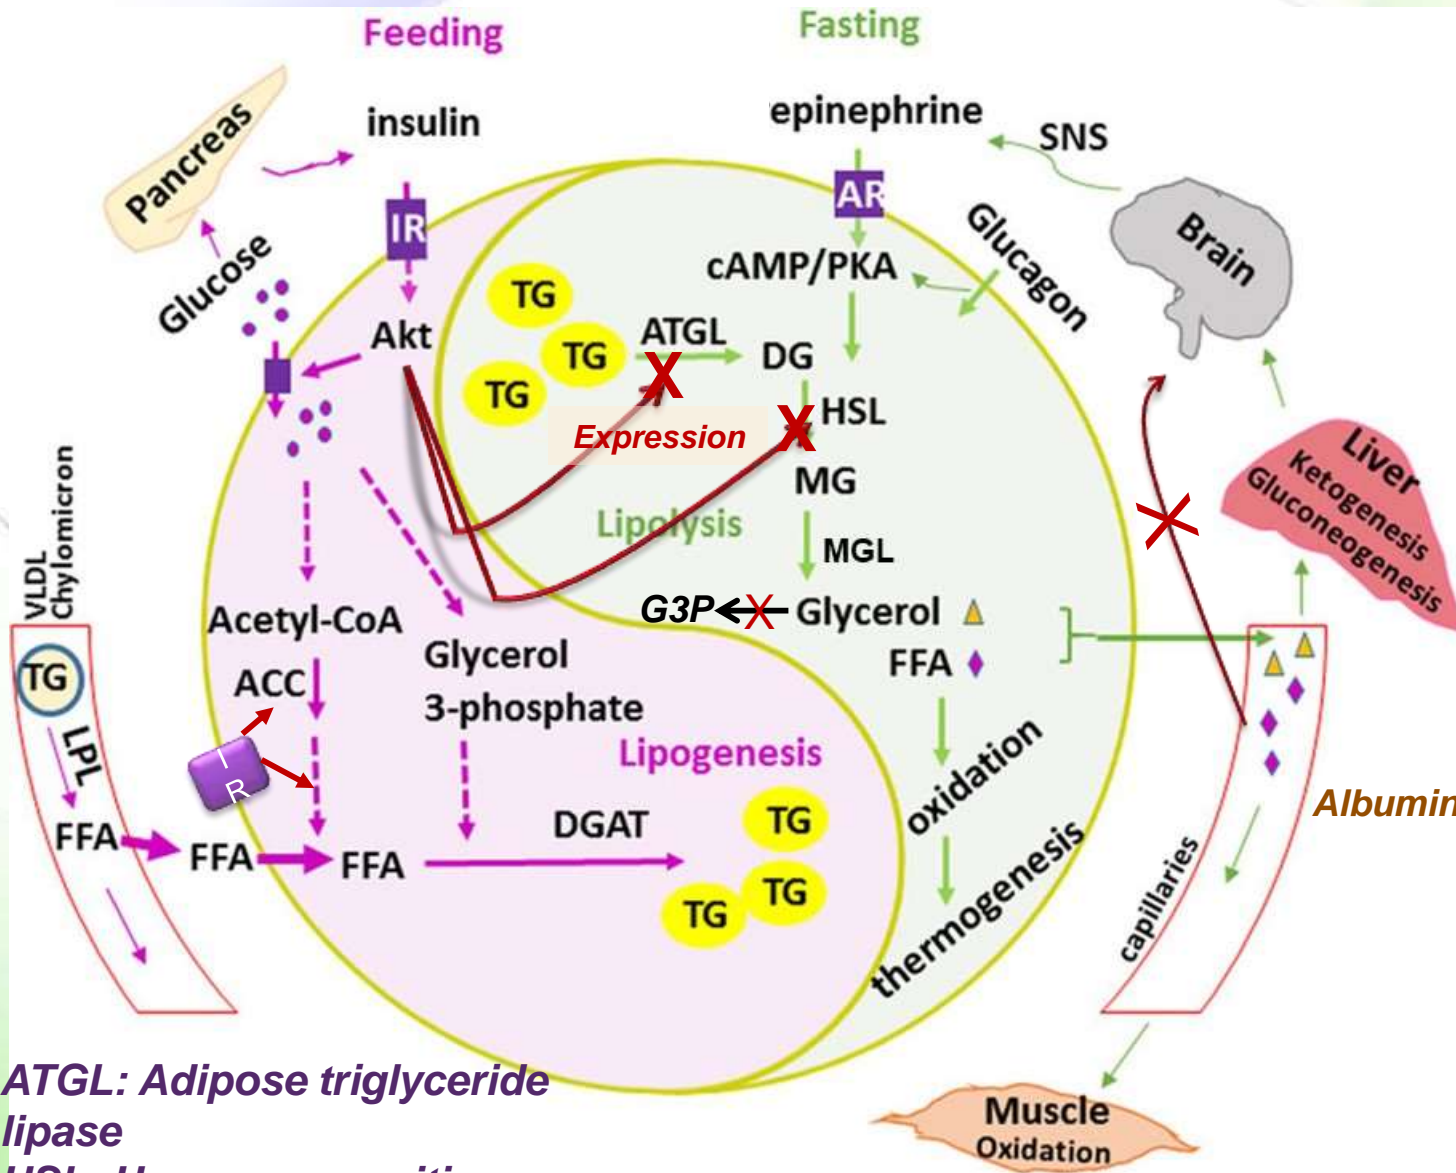 Feeding
Fasting
insulin
epinephrine
SNS
Pancreas
IR
AR
Glucose
Glucagon
Brain
cAMP/PKA
TG
TG
TG
ATGL
DG
Akt
X
Expression
X
HSL
MG
Lipolysis
MGL
G3P
X
Glycerol
FFA
Liver
Ketogenesis
Gluconeogenesis
VLDL
Chylomicron
TG
LPL
FFA
FFA
FFA
Acetyl-CoA
ACC
I
R
Glycerol
3-phosphate
Lipogenesis
DGAT
TG
TG
TG
oxidation
thermogenesis
Albumin
capillaries
Muscle
Oxidation
ATGL: Adipose triglyceride
lipase